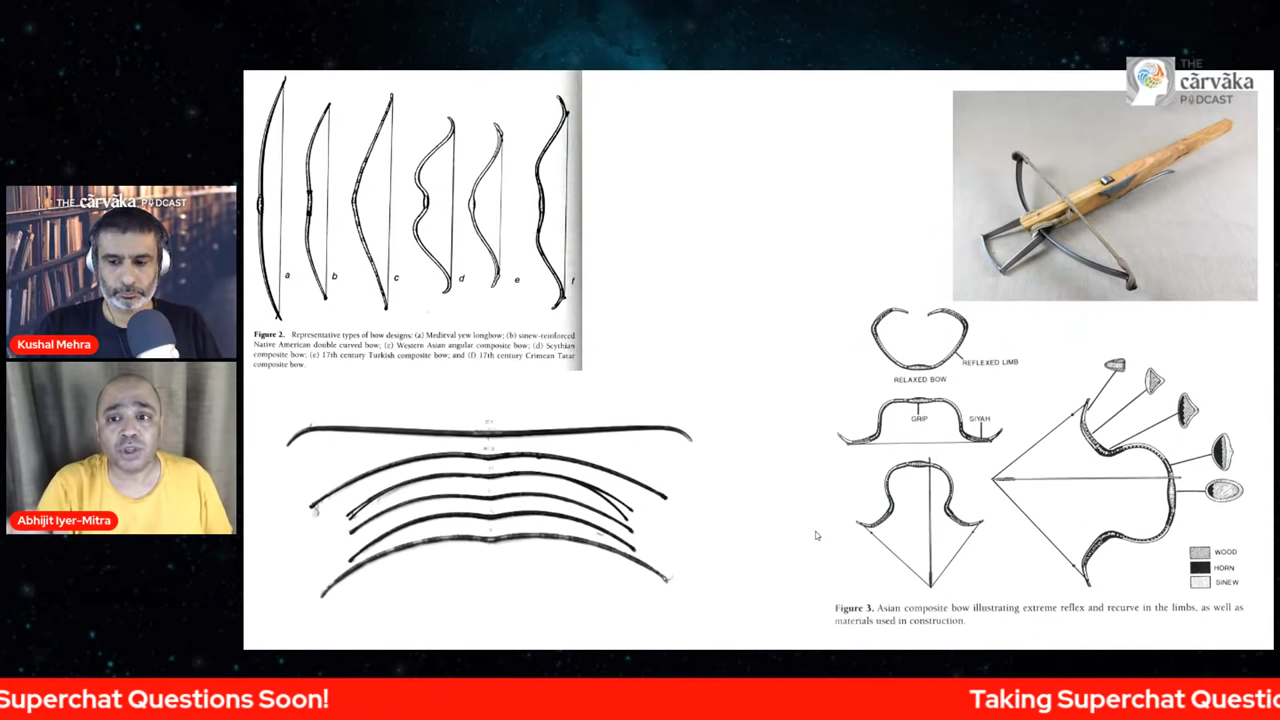 THE
cārvāka
PODCAST
THE cārvāka PODCAST
Kushal Mehra
Abhijit Iyer-Mitra
a
b
c
d
e
f
Figure 2. Representative types of bow designs: (a) Medieval yew longbow; (b) sinew-reinforced
Native American double curved bow; (c) Western Asian angular composite bow; (d) Scythian
composite bow; (e) 17th century Turkish composite bow; and (f) 17th century Crimean Tatar
composite bow.
REFLEXED LIMB
RELAXED BOW
GRIP
SIYAH
WOOD
HORN
SINEW
Figure 3. Asian composite bow illustrating extreme reflex and recurve in the limbs, as well as
materials used in construction.
Superchat Questions Soon!
Taking Superchat Questio